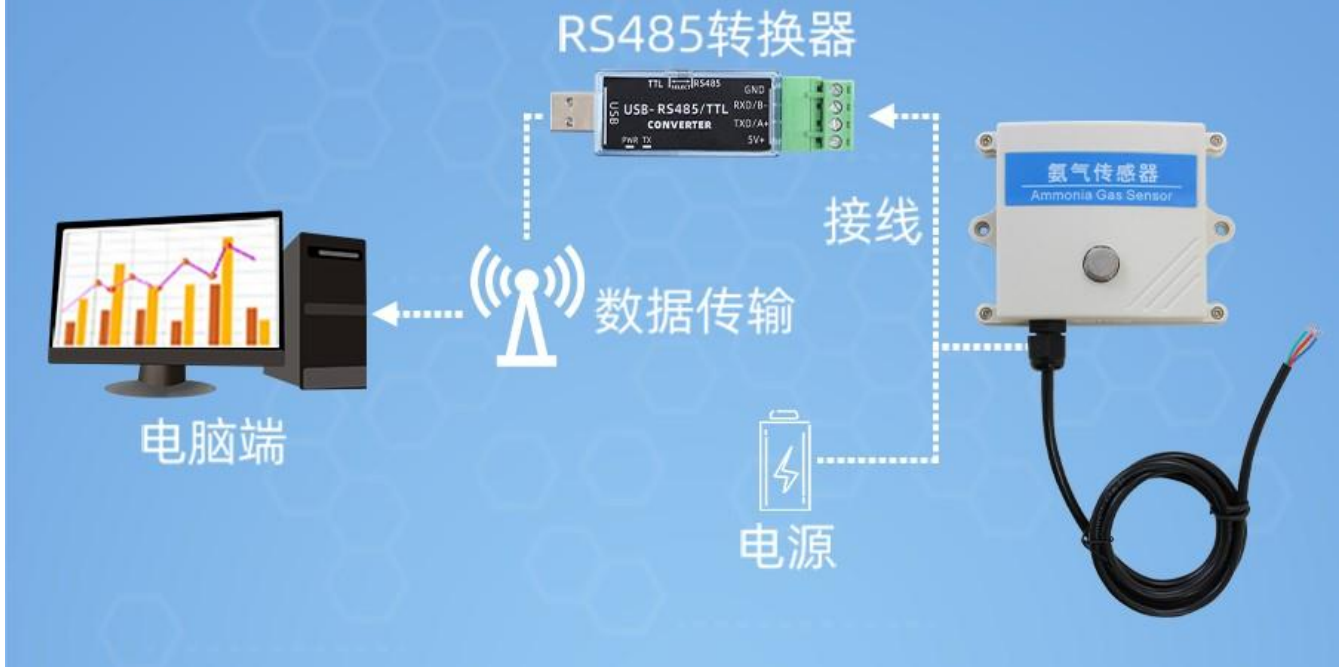 RS485转换器
TTL SELECT RS485
GND
USB
USB-RS485/TTL
RXD/B-
CONVERTER
TXD/A+
PWR TX
5V+
氨气传感器
Ammonia Gas Sensor
接线
数据传输
电脑端
电源